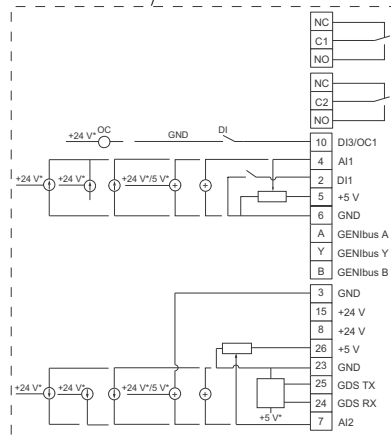 NC
C1
NO
NC
C2
NO
+24 V* OC GND DI 10 DI3/OC1
4 AI1
+24 V* +24 V* +24 V*/5 V* 2 DI1
5 +5 V
6 GND
A GENIbus A
Y GENIbus Y
B GENIbus B
3 GND
15 +24 V
8 +24 V
26 +5 V
23 GND
+24 V* +24 V* +24 V*/5 V* 25 GDS TX
24 GDS RX
+5 V*
7 AI2